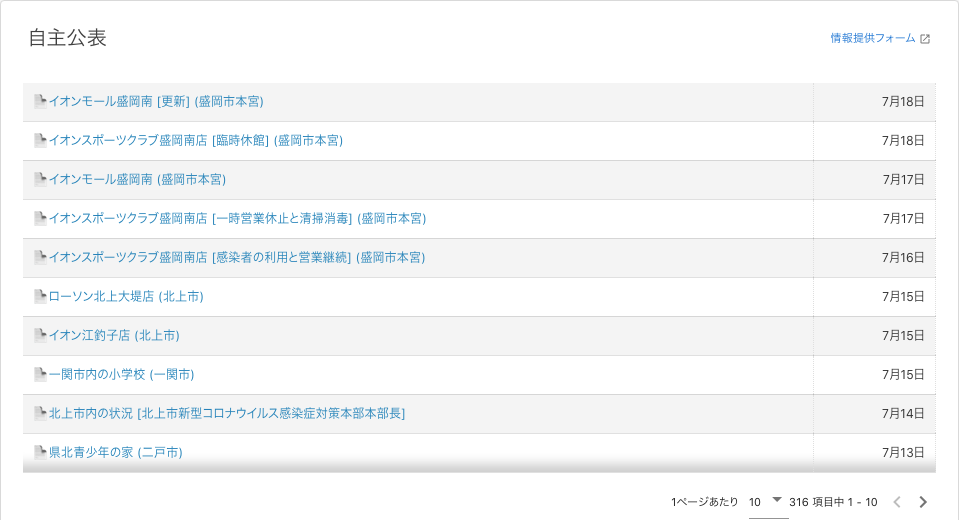 自主公表
情報提供フォーム
イオンモール盛岡南 [更新] (盛岡市本宮) 7月18日
イオンスポーツクラブ盛岡南店 [臨時休館] (盛岡市本宮) 7月18日
イオンモール盛岡南 (盛岡市本宮) 7月17日
イオンスポーツクラブ盛岡南店 [一時営業休止と清掃消毒] (盛岡市本宮) 7月17日
イオンスポーツクラブ盛岡南店 [感染者の利用と営業継続] (盛岡市本宮) 7月16日
ローソン北上大堤店 (北上市) 7月15日
イオン江釣子店 (北上市) 7月15日
一関市内の小学校 (一関市) 7月15日
北上市内の状況 [北上市新型コロナウイルス感染症対策本部本部長] 7月14日
県北青少年の家 (二戸市) 7月13日
1ページあたり 10 316 項目中 1 - 10